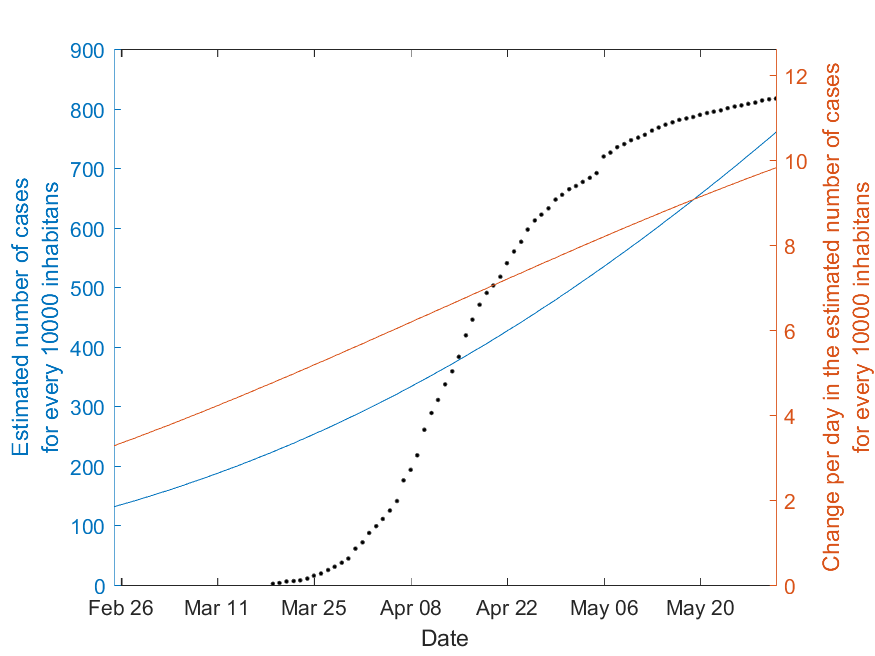 900
800
700
600
500
400
300
200
100
0
Estimated number of cases
for every 10000 inhabitans
12
10
8
6
4
2
0
Change per day in the estimated number of cases
for every 10000 inhabitans
Feb 26 Mar 11 Mar 25 Apr 08 Apr 22 May 06 May 20
Date